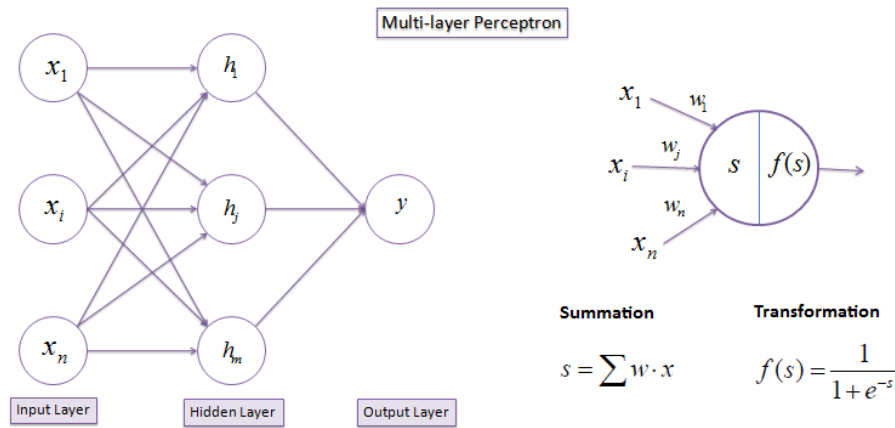 Multi-layer Perceptron
x₁
h₁
xᵢ
hⱼ
y
xₙ
hₘ
Input Layer
Hidden Layer
Output Layer
x₁ w₁
xᵢ wⱼ s f(s)
wₙ
xₙ
Summation
s = ∑ w · x
Transformation
f(s) = 1 / (1 + e⁻ˢ)